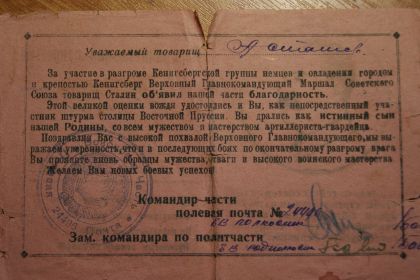 Уважаемый товарищ
За участие в разгроме Кенигсбергской группы немцев и овладения городом
и крепостью Кенигсберг Верховный Главнокомандующий Маршал Советского
Союза товарищ Сталин об'явил нашей части благодарность.
Этой великой оценки вождя удостоились и Вы, как непосредственный уча-
стник штурма столицы Восточной Пруссии. Вы дрались как истинный сын
нашей Родины, со всем мужеством и мастерством артиллериста-гвардейца.
Поздравляя Вас с высокой похвалой Верховного Главнокомандующего, мы вы-
ражаем уверенность, что и в последующих боях по окончательному разгрому врага
Вы проявите вновь образцы мужества, отваги и высокого воинского мастерства
Желаем Вам новых боевых успехов!
Командир части
полевая почта №
Зам. командира по политчасти